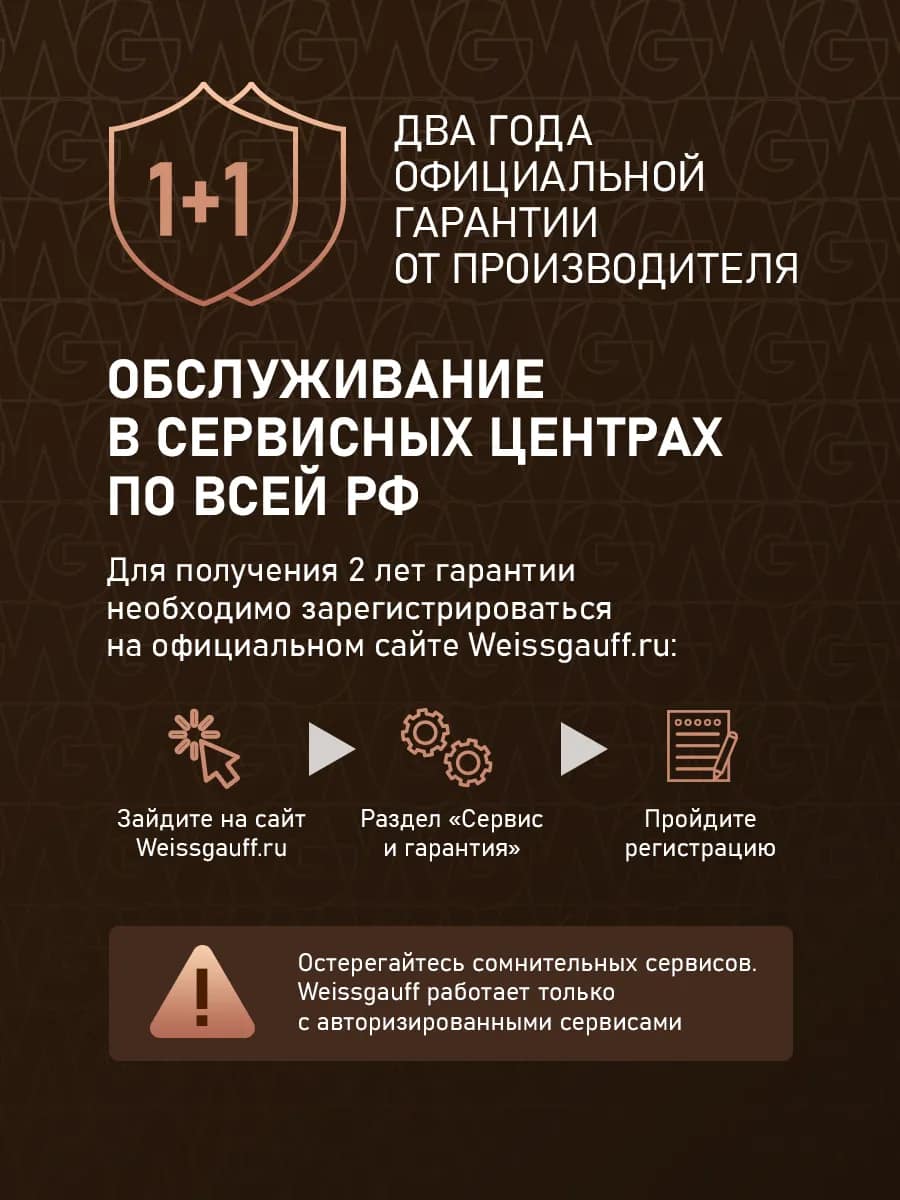 1+1
ДВА ГОДА
ОФИЦИАЛЬНОЙ
ГАРАНТИИ
ОТ ПРОИЗВОДИТЕЛЯ
ОБСЛУЖИВАНИЕ
В СЕРВИСНЫХ ЦЕНТРАХ
ПО ВСЕЙ РФ
Для получения 2 лет гарантии
необходимо зарегистрироваться
на официальном сайте Weissgauff.ru:
Зайдите на сайт
Weissgauff.ru
Раздел «Сервис
и гарантия»
Пройдите
регистрацию
!
Остерегайтесь сомнительных сервисов.
Weissgauff работает только
с авторизированными сервисами